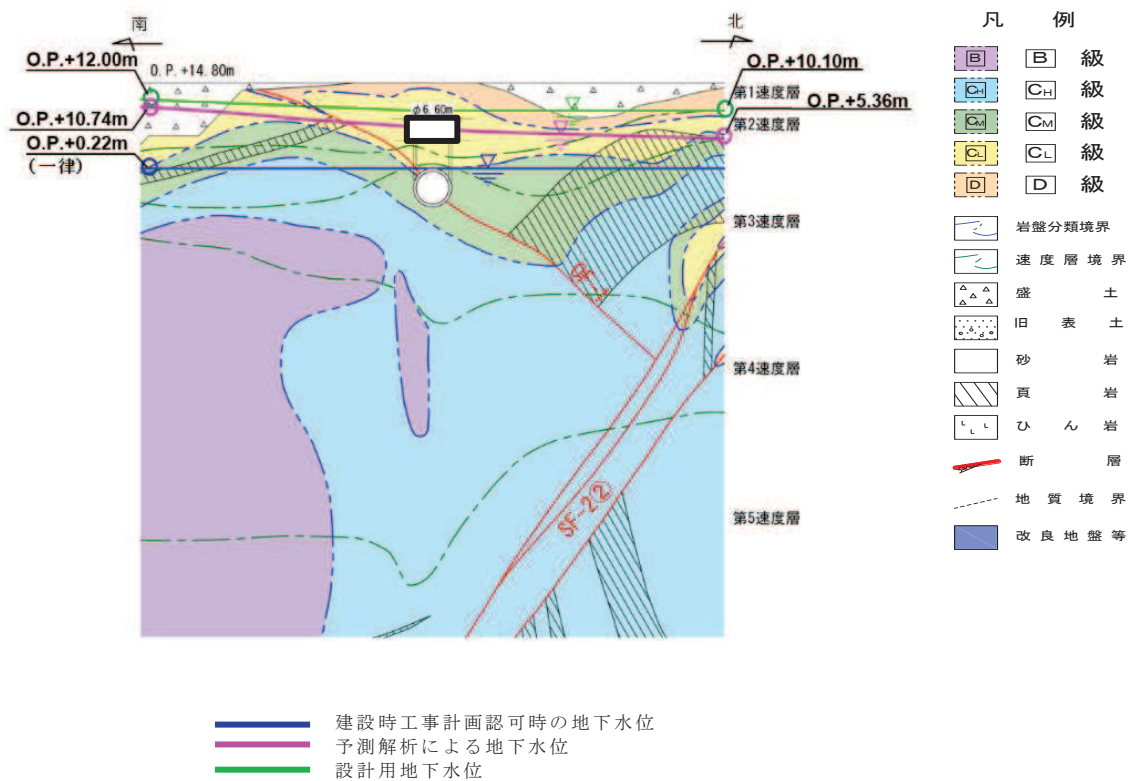 南
北
O.P.+12.00m
O.P.+14.80m
O.P.+10.10m
第1速度層
O.P.+5.36m
φ6.60m
O.P.+10.74m
第2速度層
O.P.+0.22m
(一律)
第3速度層
OF-1
第4速度層
SF-2②
第5速度層
凡 例
B B 級
CH CH 級
CM CM 級
CL CL 級
D D 級
岩盤分類境界
速度層境界
盛 土
旧 表 土
砂 岩
頁 岩
ひ ん 岩
断 層
地 質 境 界
改 良 地 盤 等
建設時工事計画認可時の地下水位
予測解析による地下水位
設計用地下水位